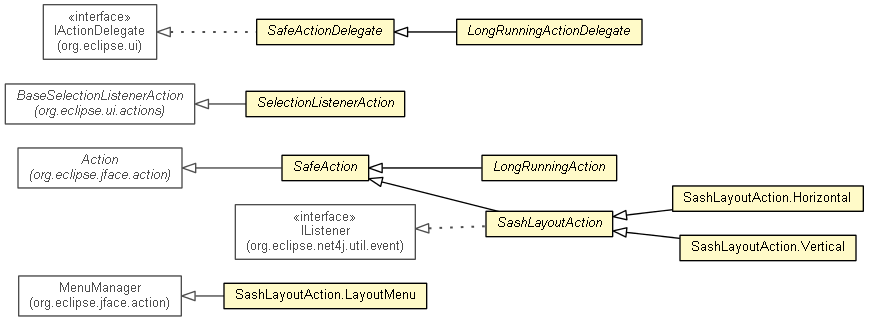 «interface»
IActionDelegate
(org.eclipse.ui)
SafeActionDelegate
LongRunningActionDelegate
BaseSelectionListenerAction
(org.eclipse.ui.actions)
SelectionListenerAction
Action
(org.eclipse.jface.action)
SafeAction
LongRunningAction
«interface»
IListener
(org.eclipse.net4j.util.event)
SashLayoutAction
SashLayoutAction.Horizontal
SashLayoutAction.Vertical
MenuManager
(org.eclipse.jface.action)
SashLayoutAction.LayoutMenu